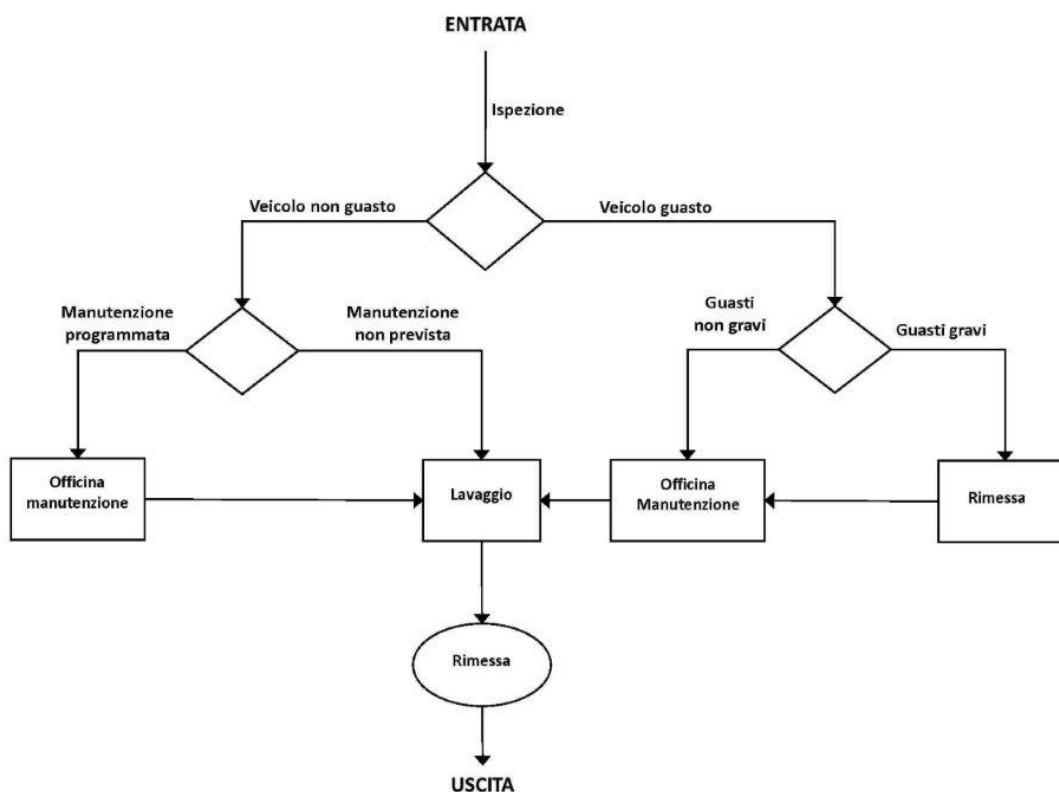 ENTRATA
Ispezione
Veicolo non guasto
Veicolo guasto
Manutenzione
programmata
Manutenzione
non prevista
Guasti
non gravi
Guasti gravi
Officina
manutenzione
Lavaggio
Officina
Manutenzione
Rimessa
Rimessa
USCITA